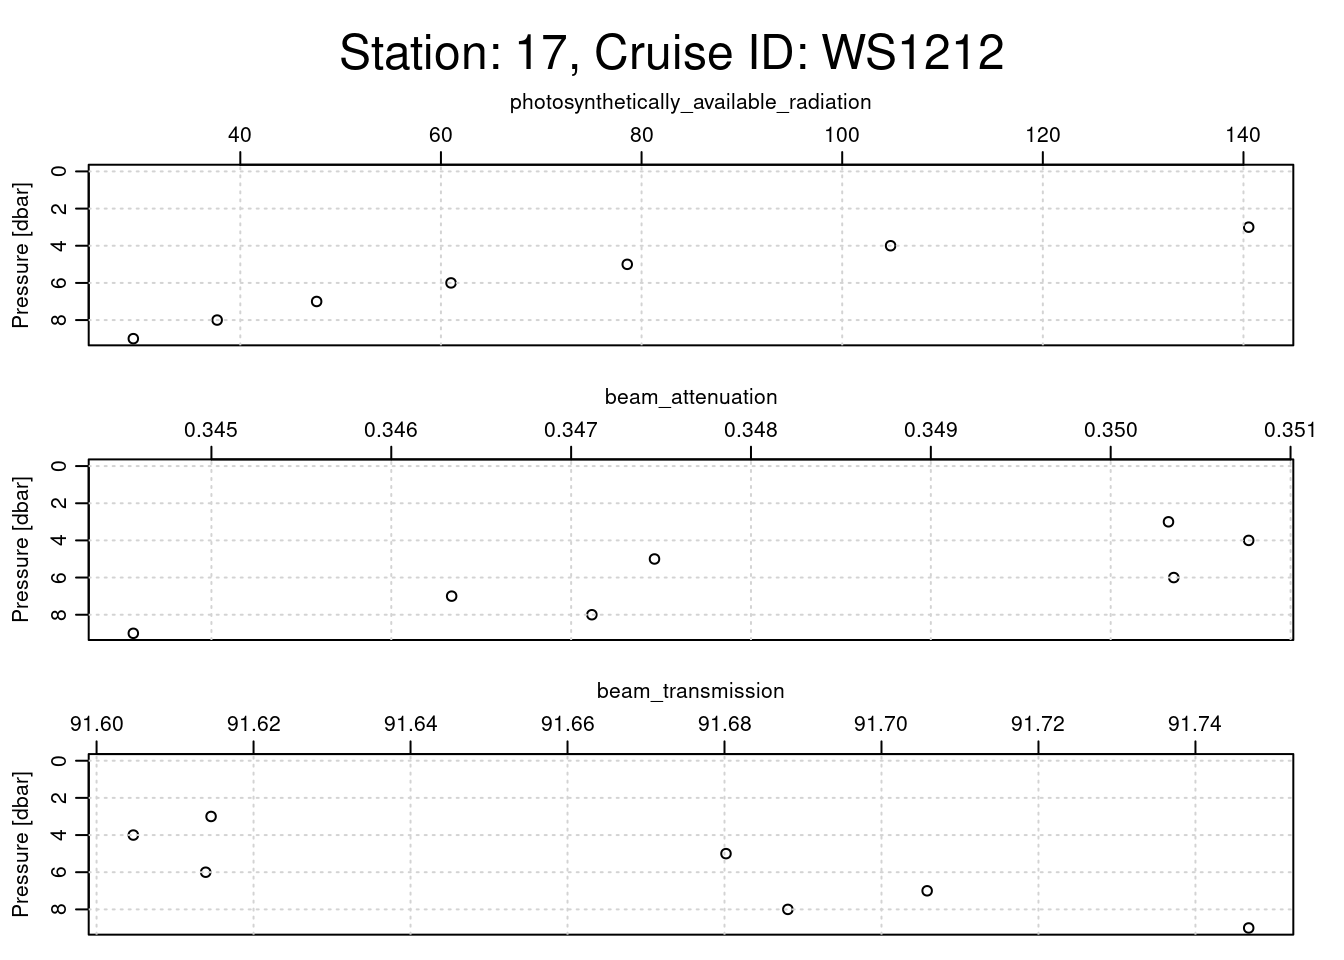 Station: 17, Cruise ID: WS1212
photosynthetically_available_radiation
40 60 80 100 120 140
Pressure [dbar]
0
2
4
6
8
beam_attenuation
0.345 0.346 0.347 0.348 0.349 0.350 0.351
Pressure [dbar]
0
2
4
6
8
beam_transmission
91.60 91.62 91.64 91.66 91.68 91.70 91.72 91.74
Pressure [dbar]
0
2
4
6
8